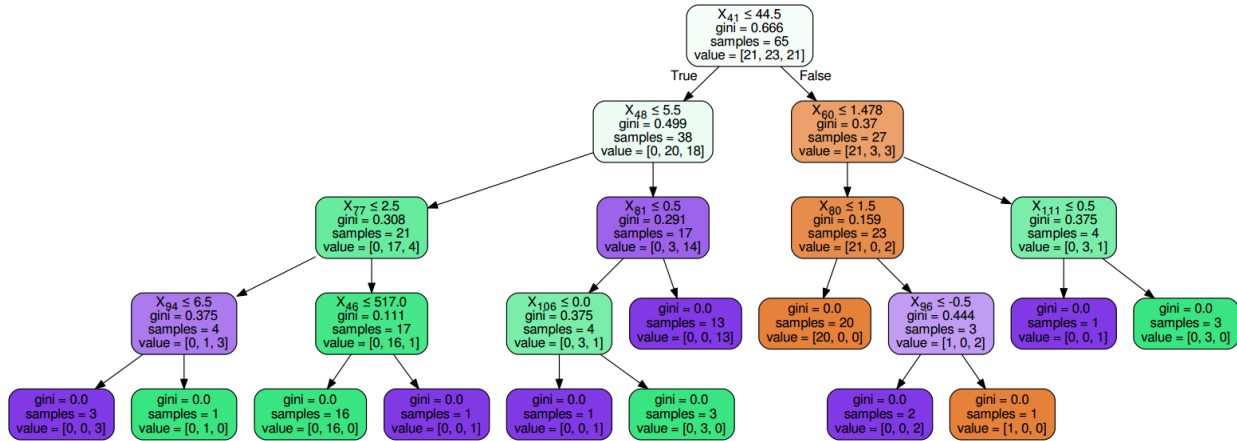 X41 ≤ 44.5
gini = 0.666
samples = 65
value = [21, 23, 21]
True
False
X48 ≤ 5.5
gini = 0.499
samples = 38
value = [0, 20, 18]
X60 ≤ 1.478
gini = 0.37
samples = 27
value = [21, 3, 3]
X77 ≤ 2.5
gini = 0.308
samples = 21
value = [0, 17, 4]
X81 ≤ 0.5
gini = 0.291
samples = 17
value = [0, 3, 14]
X80 ≤ 1.5
gini = 0.159
samples = 23
value = [21, 0, 2]
X111 ≤ 0.5
gini = 0.375
samples = 4
value = [0, 3, 1]
X94 ≤ 6.5
gini = 0.375
samples = 4
value = [0, 1, 3]
X46 ≤ 517.0
gini = 0.111
samples = 17
value = [0, 16, 1]
X106 ≤ 0.0
gini = 0.375
samples = 4
value = [0, 3, 1]
gini = 0.0
samples = 13
value = [0, 0, 13]
gini = 0.0
samples = 20
value = [20, 0, 0]
X96 ≤ -0.5
gini = 0.444
samples = 3
value = [1, 0, 2]
gini = 0.0
samples = 1
value = [0, 0, 1]
gini = 0.0
samples = 3
value = [0, 3, 0]
gini = 0.0
samples = 3
value = [0, 0, 3]
gini = 0.0
samples = 1
value = [0, 1, 0]
gini = 0.0
samples = 16
value = [0, 16, 0]
gini = 0.0
samples = 1
value = [0, 0, 1]
gini = 0.0
samples = 1
value = [0, 0, 1]
gini = 0.0
samples = 3
value = [0, 3, 0]
gini = 0.0
samples = 2
value = [0, 0, 2]
gini = 0.0
samples = 1
value = [1, 0, 0]